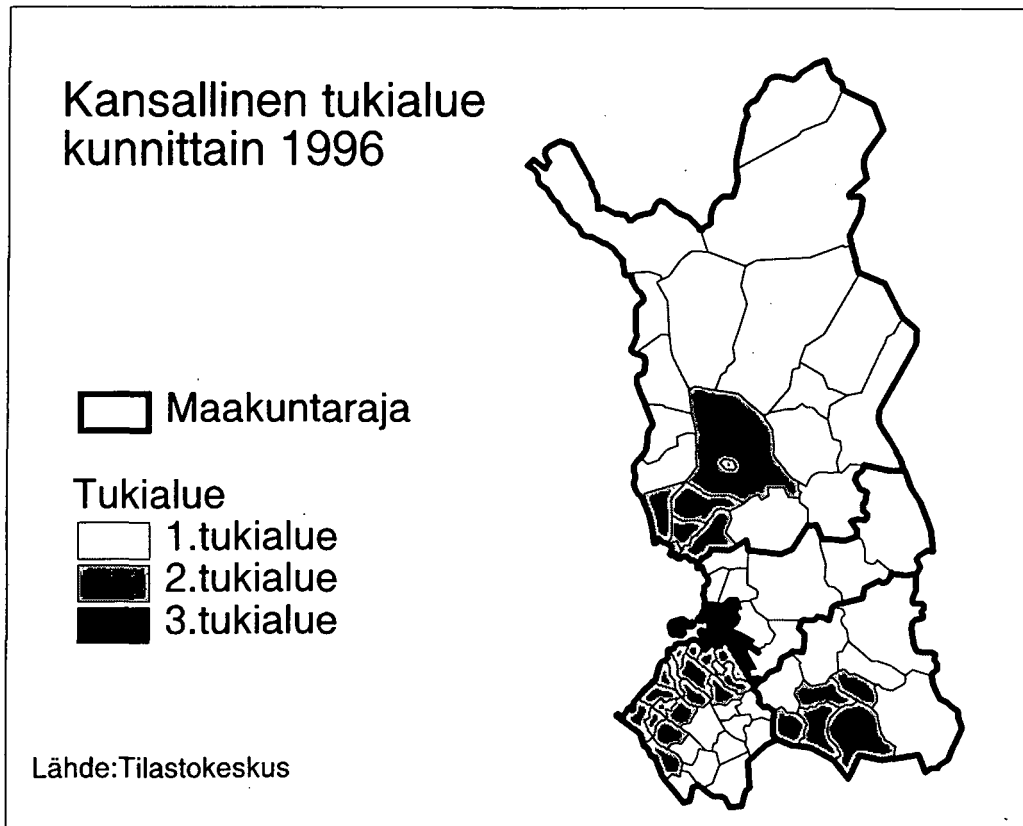 Kansallinen tukialue
kunnittain 1996
Maakuntaraja
Tukialue
1.tukialue
2.tukialue
3.tukialue
Lähde:Tilastokeskus